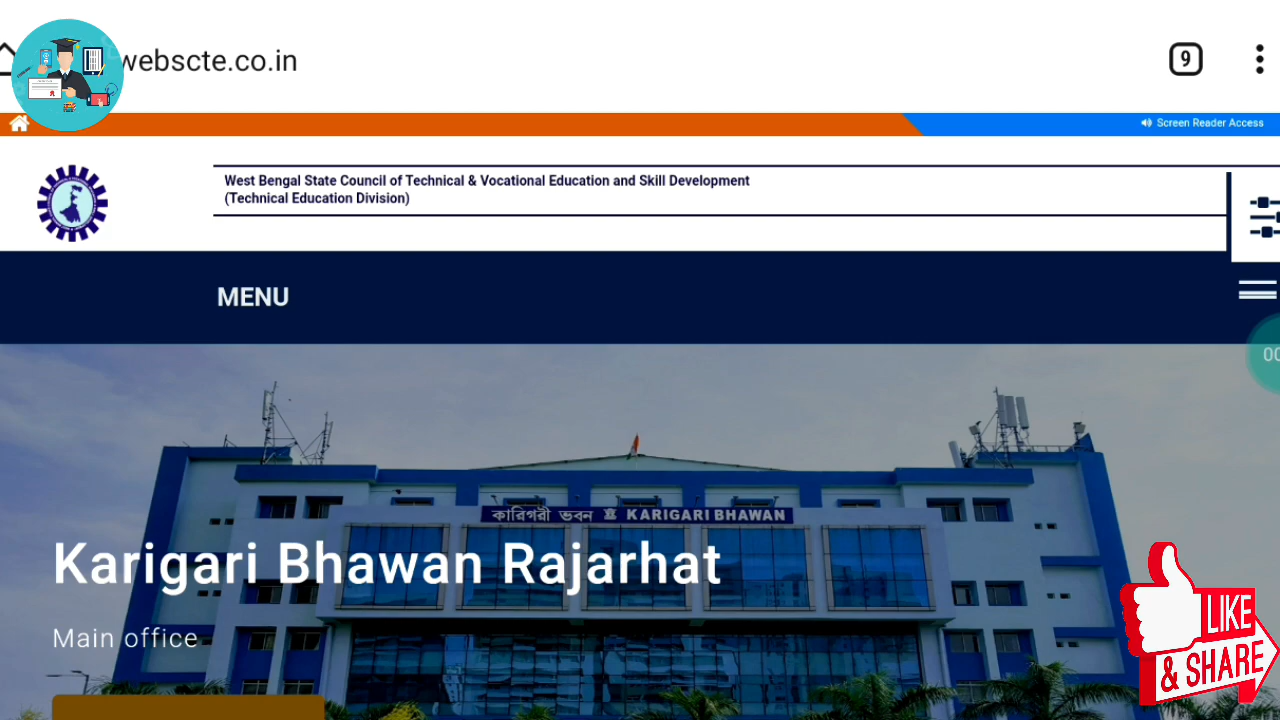 webscte.co.in
9
Screen Reader Access
West Bengal State Council of Technical & Vocational Education and Skill Development
(Technical Education Division)
MENU
00
কারিগরী ভবন KARIGARI BHAWAN
Karigari Bhawan Rajarhat
Main office
LIKE
& SHARE